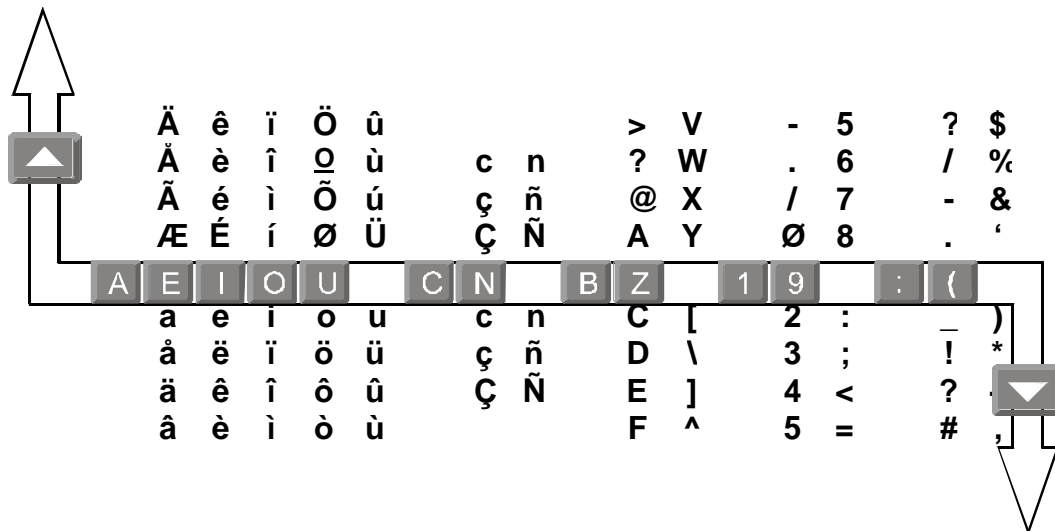 Ä ê ï Ö û > V - 5 ? $
Å è î O ù c n ? W . 6 / %
Ã é ì Õ ú ç ñ @ X / 7 - &
Æ É í Ø Ü Ç Ñ A Y Ø 8 . ‘
A E I O U C N B Z 1 9 : (
a e i o u c n C [ 2 : _ )
å ë ï ö ü ç ñ D \ 3 ; ! *
ä ê î ô û Ç Ñ E ] 4 < ?
â è ì ò ù F ^ 5 = # ,